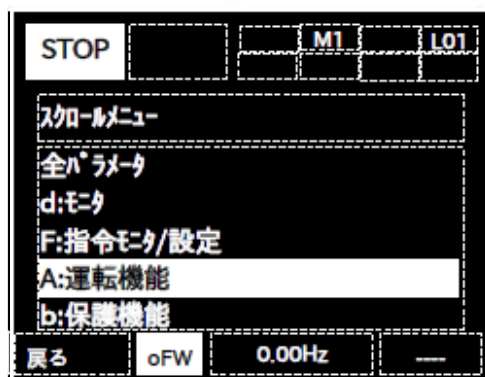 STOP M1 L01
ｽｸﾛｰﾙﾒﾆｭｰ
全ﾊﾟﾗﾒｰﾀ
d:ﾓﾆﾀ
F:指令ﾓﾆﾀ/設定
A:運転機能
b:保護機能
戻る oFW 0.00Hz ----